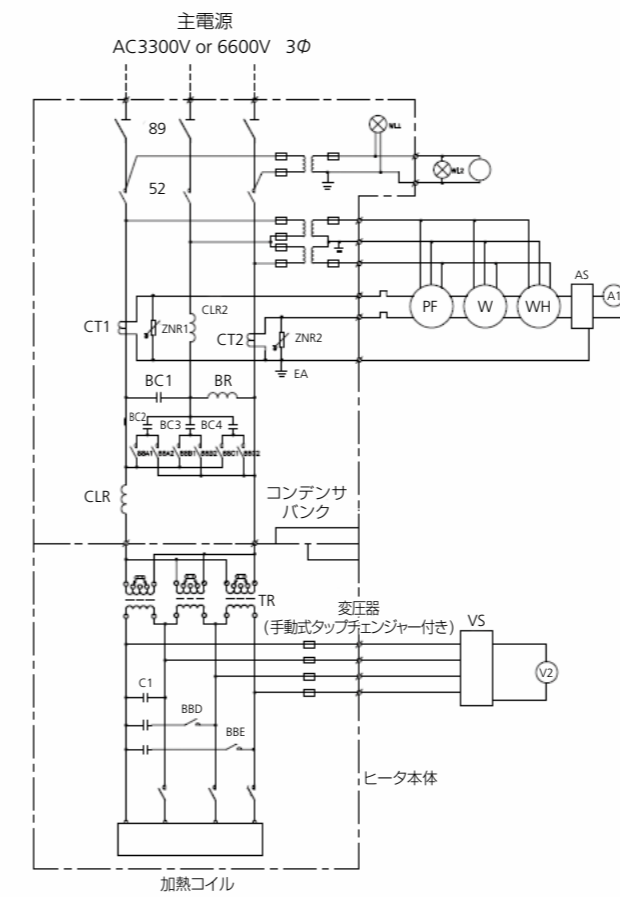 主電源
AC3300V or 6600V 3Φ
89
WL1
WL2
52
AS
A1
PF
W
WH
CT1
ZNR1
CLR2
CT2
ZNR2
EA
BC1
BR
BC2
BC3
BC4
CLR
コンデンサ
バンク
TR
変圧器
(手動式タップチェンジャー付き)
VS
V2
C1
BBD
BBE
ヒータ本体
加熱コイル